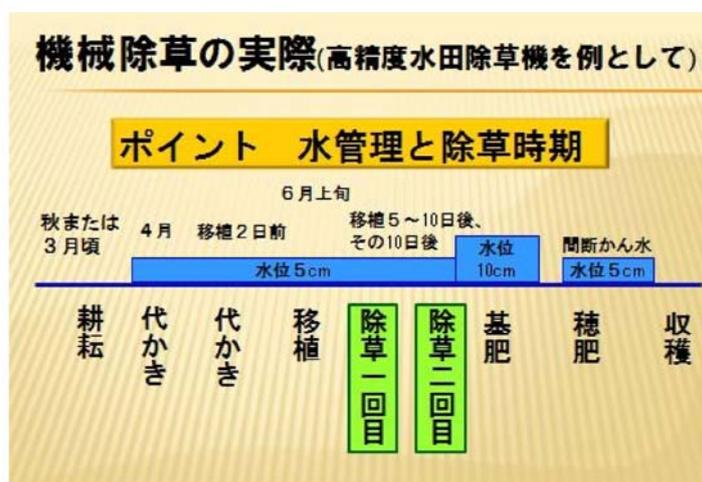 機械除草の実際(高精度水田除草機を例として)
ポイント 水管理と除草時期
6月上旬
秋または
3月頃
4月
移植2日前
移植5〜10日後、
その10日後
水位5cm
水位
10cm
間断かん水
水位5cm
耕耘
代かき
代かき
移植
除草一回目
除草二回目
基肥
穂肥
収穫